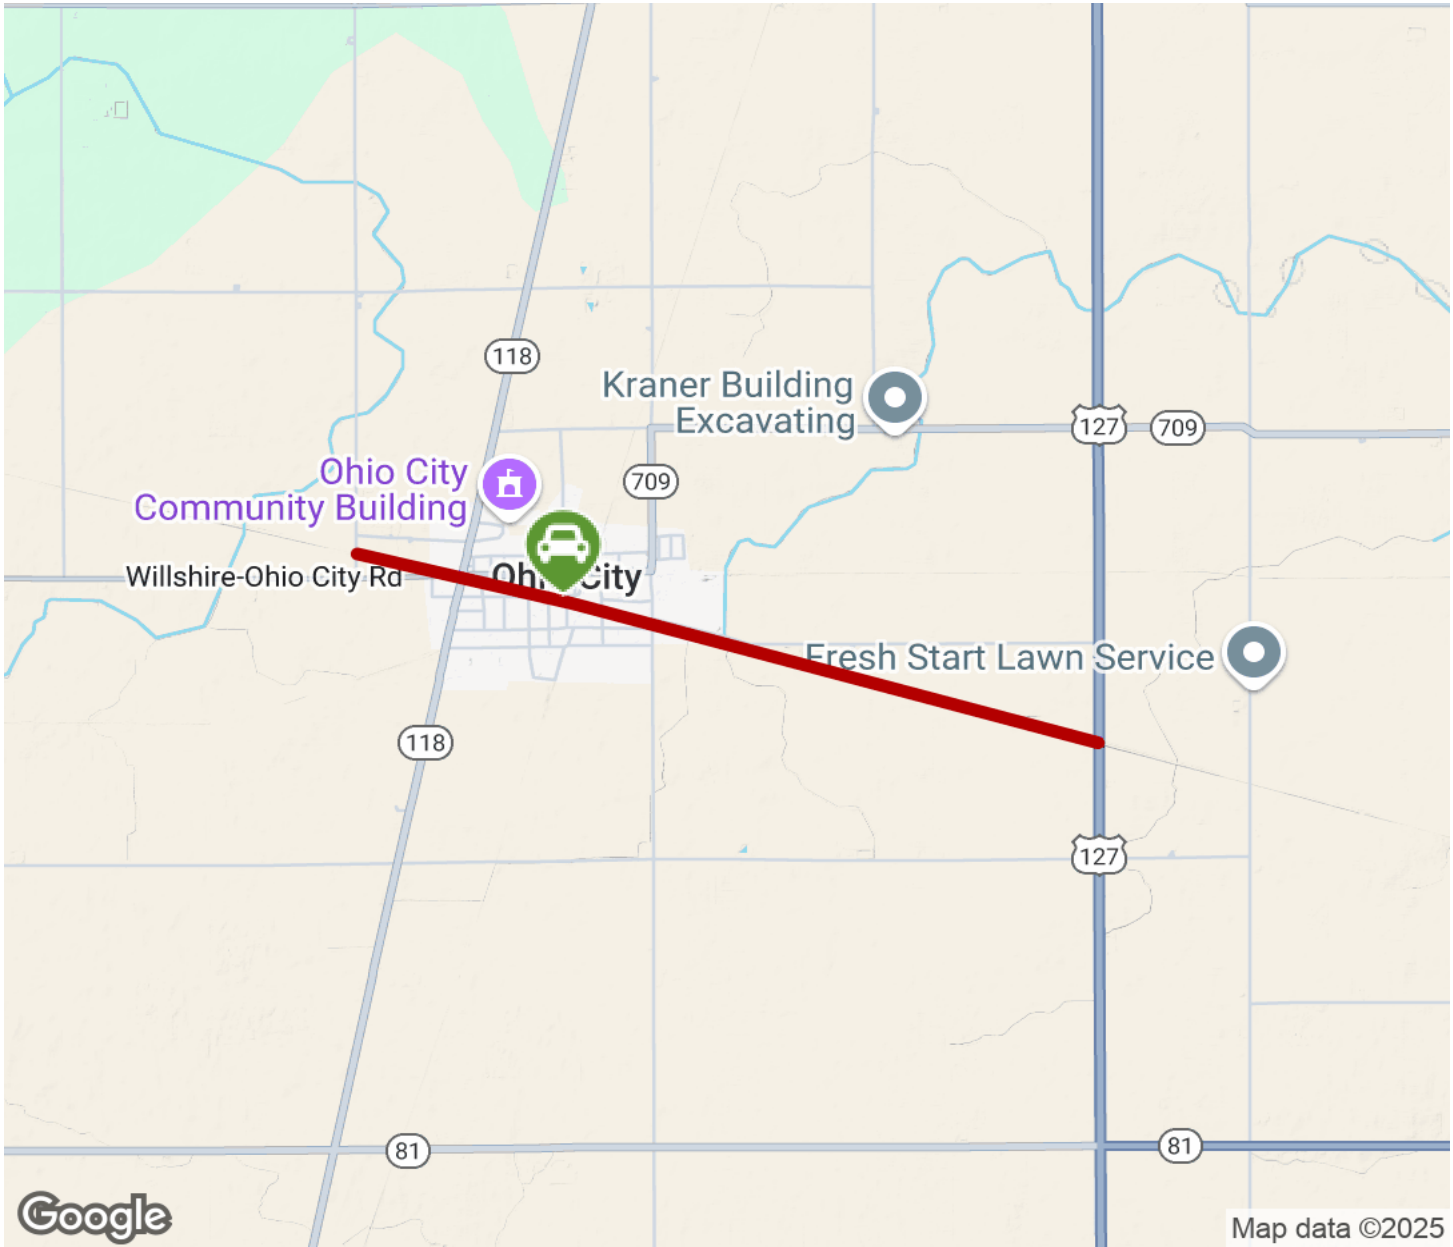 118
Kraner Building
Excavating
127
709
Ohio City
Community Building
709
Willshire-Ohio City Rd
Ohio City
Fresh Start Lawn Service
118
127
81
81
Google
Map data ©2025